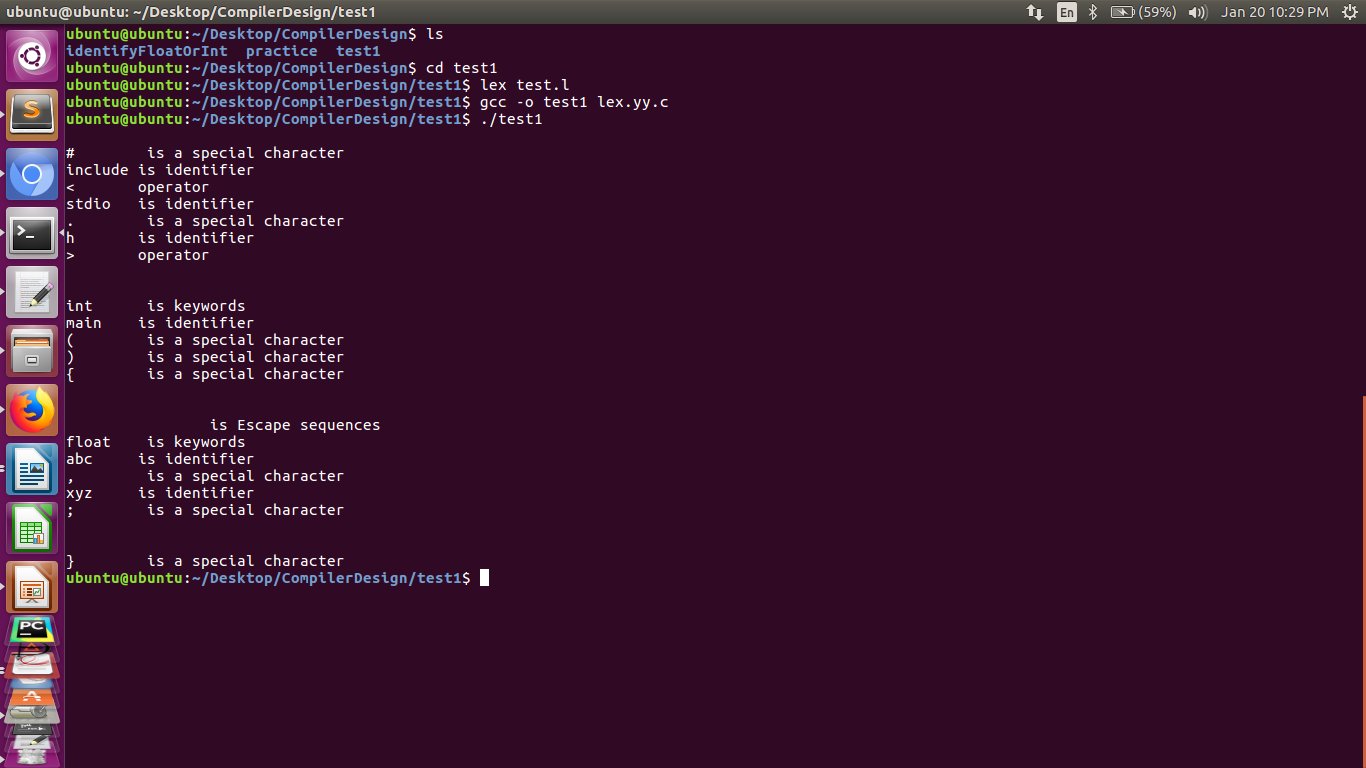 ubuntu@ubuntu: ~/Desktop/CompilerDesign/test1 En (59%) Jan 20 10:29 PM
ubuntu@ubuntu:~/Desktop/CompilerDesign$ ls
identifyFloatOrInt practice test1
ubuntu@ubuntu:~/Desktop/CompilerDesign$ cd test1
ubuntu@ubuntu:~/Desktop/CompilerDesign/test1$ lex test.l
ubuntu@ubuntu:~/Desktop/CompilerDesign/test1$ gcc -o test1 lex.yy.c
ubuntu@ubuntu:~/Desktop/CompilerDesign/test1$ ./test1
# is a special character
include is identifier
< operator
stdio is identifier
. is a special character
h is identifier
> operator
int is keywords
main is identifier
( is a special character
) is a special character
{ is a special character
is Escape sequences
float is keywords
abc is identifier
, is a special character
xyz is identifier
; is a special character
} is a special character
ubuntu@ubuntu:~/Desktop/CompilerDesign/test1$
S
>_
PC